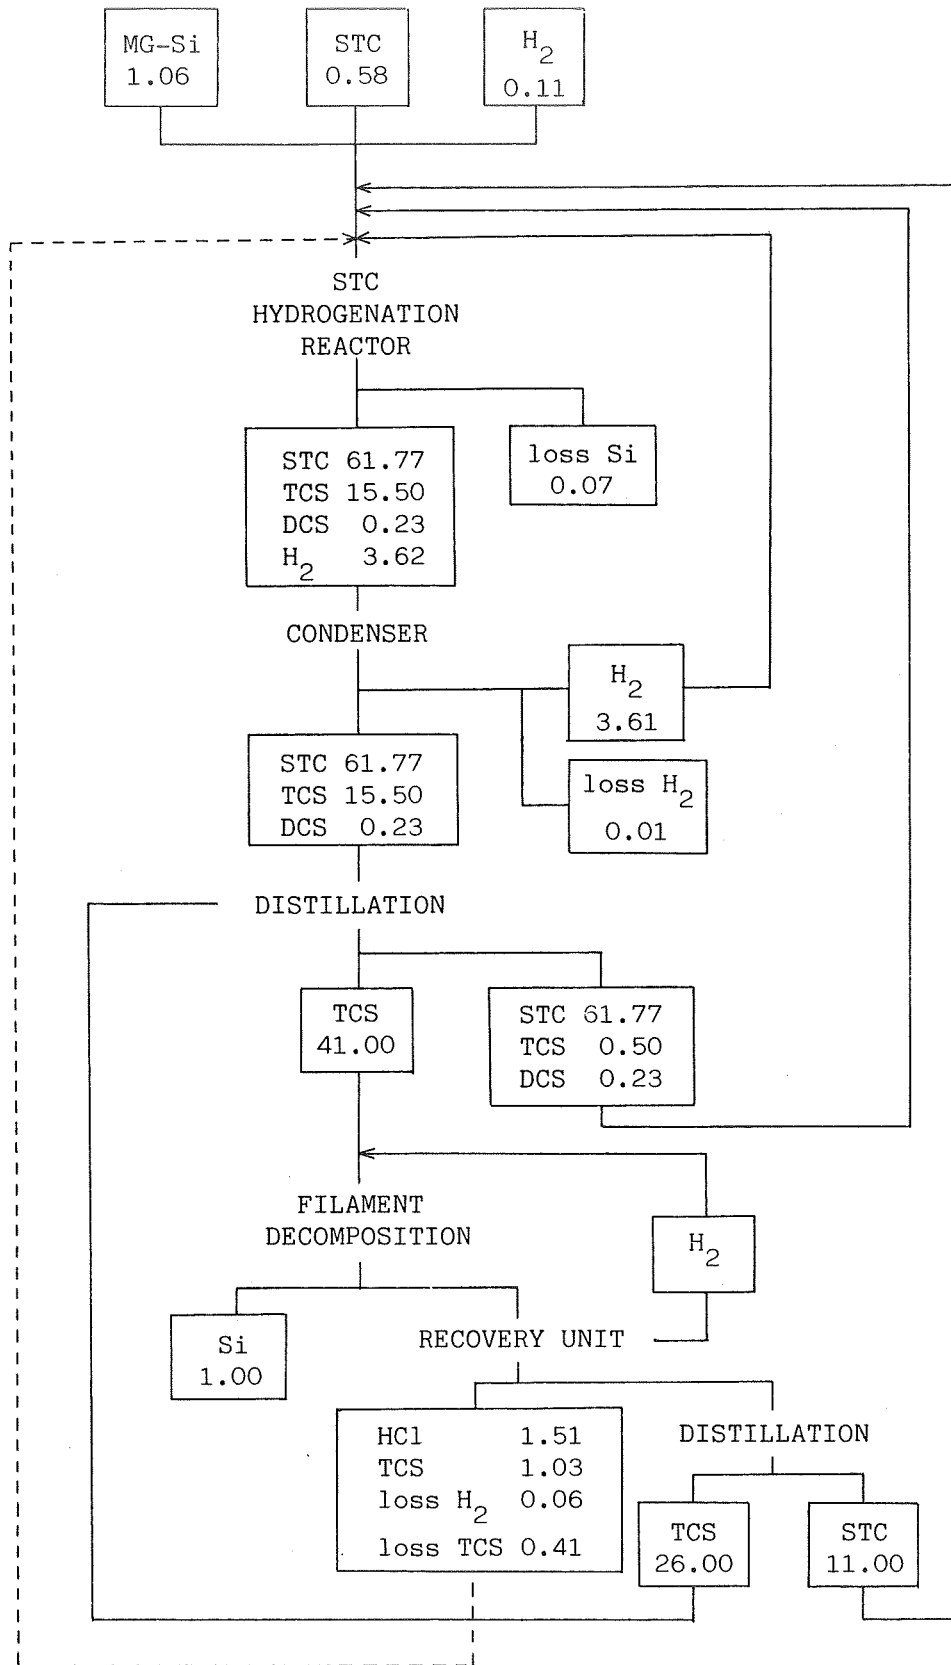 MG-Si
1.06
STC
0.58
H2
0.11
STC
HYDROGENATION
REACTOR
STC 61.77
TCS 15.50
DCS 0.23
H2 3.62
loss Si
0.07
CONDENSER
H2
3.61
STC 61.77
TCS 15.50
DCS 0.23
loss H2
0.01
DISTILLATION
TCS
41.00
STC 61.77
TCS 0.50
DCS 0.23
FILAMENT
DECOMPOSITION
H2
Si
1.00
RECOVERY UNIT
HCl 1.51
TCS 1.03
loss H2 0.06
loss TCS 0.41
DISTILLATION
TCS
26.00
STC
11.00